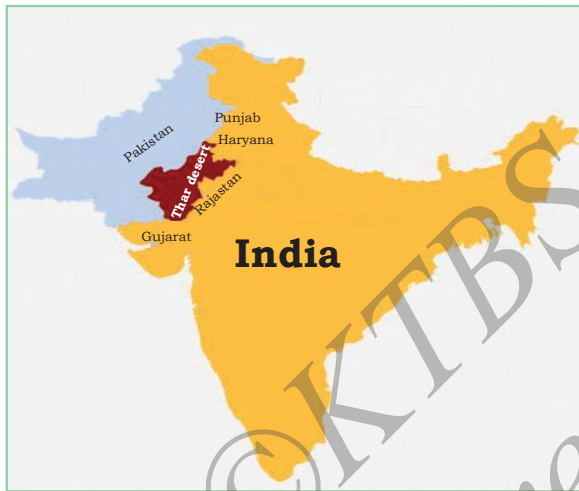 Punjab
Haryana
Pakistan
Thar desert
Rajastan
Gujarat
India
©KTBS